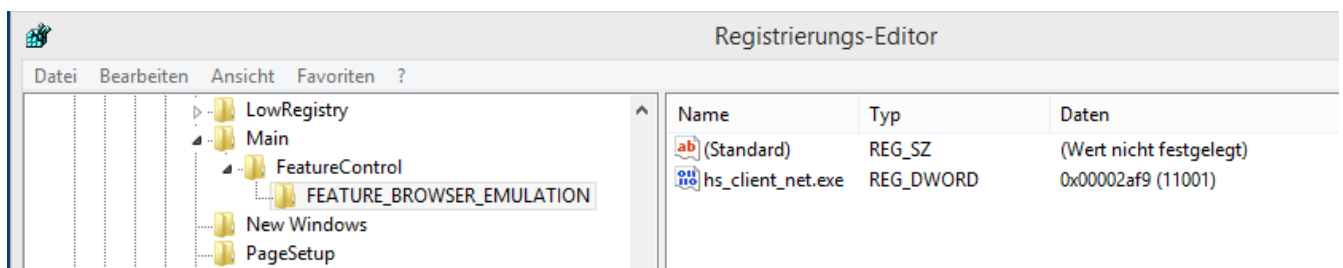 Registrierungs-Editor
Datei Bearbeiten Ansicht Favoriten ?
LowRegistry
Main
FeatureControl
FEATURE_BROWSER_EMULATION
New Windows
PageSetup
Name Typ Daten
(Standard) REG_SZ (Wert nicht festgelegt)
hs_client_net.exe REG_DWORD 0x00002af9 (11001)